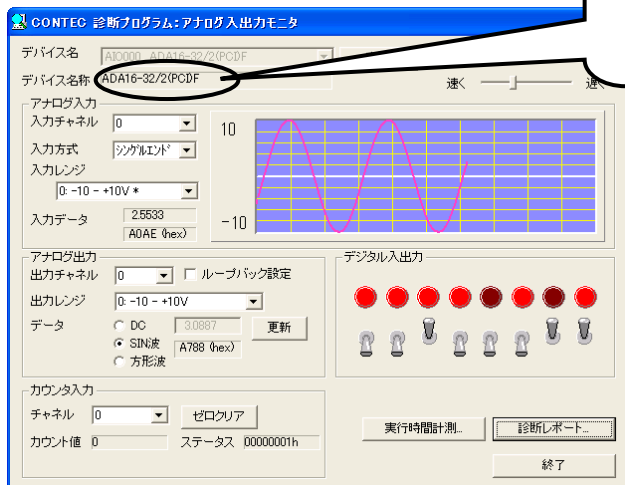 CONTEC 診断プログラム:アナログ入出力モニタ
デバイス名 AIO000 ADA16-32/2(PCI)F
デバイス名称 ADA16-32/2(PCI)F
速く 遅く
アナログ入力
入力チャネル 0
入力方式 シングルエンド
入力レンジ
0: -10 - +10V *
入力データ 2.5533
A0AE (hex)
10
-10
アナログ出力
出力チャネル 0 ループバック設定
出力レンジ 0: -10 - +10V
データ DC 3.0887 更新
SIN波 A788 (hex)
方形波
デジタル入出力
カウンタ入力
チャネル 0 ゼロクリア
カウント値 0 ステータス 00000001h
実行時間計測... 診断レポート...
終了